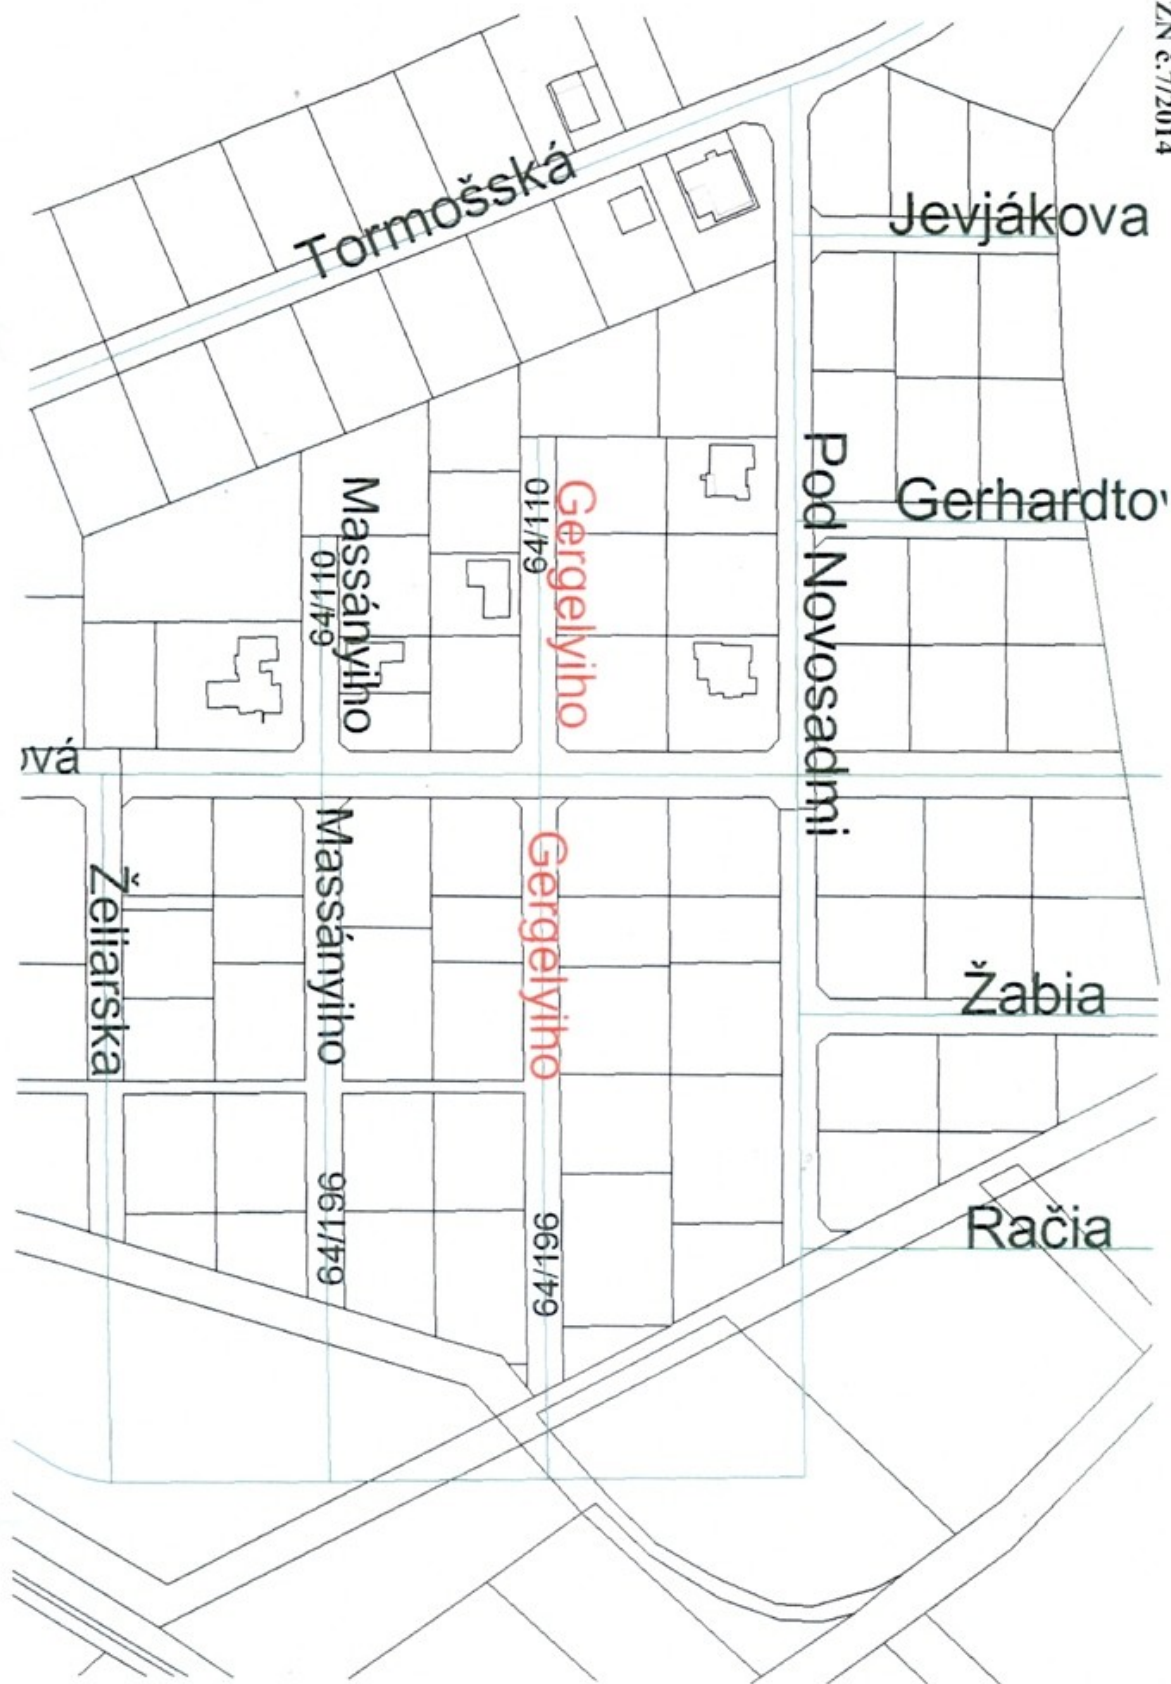 ZN č.7/2014
Tormošská
Jevjákova
Pod Novosadmi
Gerhardto
Massányiho
64/110
64/110
Gergelyiho
ová
Želiarska
Massányiho
Gergelyiho
Žabia
64/196
64/196
Račia